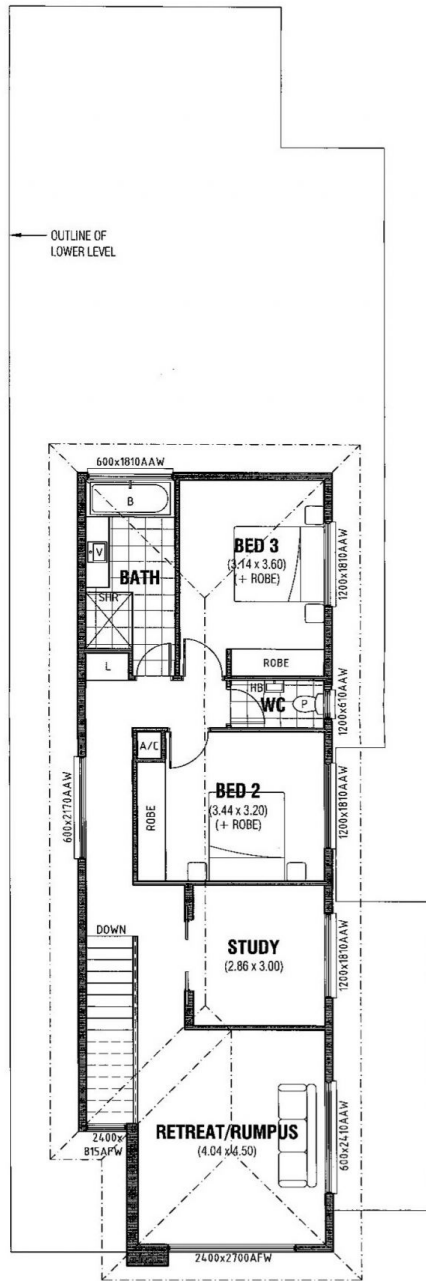 OUTLINE OF
LOWER LEVEL
600x1810AAW
B
V
BATH
SHR
L
BED 3
(3.14 x 3.60)
(+ ROBE)
1200x1810AAW
ROBE
HB
WC
P
1200x610AAW
A/C
600x2170AAW
ROBE
BED 2
(3.44 x 3.20)
(+ ROBE)
1200x1810AAW
DOWN
STUDY
(2.86 x 3.00)
1200x1810AAW
2400x
815AFW
RETREAT/RUMPUS
(4.04 x 4.50)
600x2410AAW
2400x2700AFW